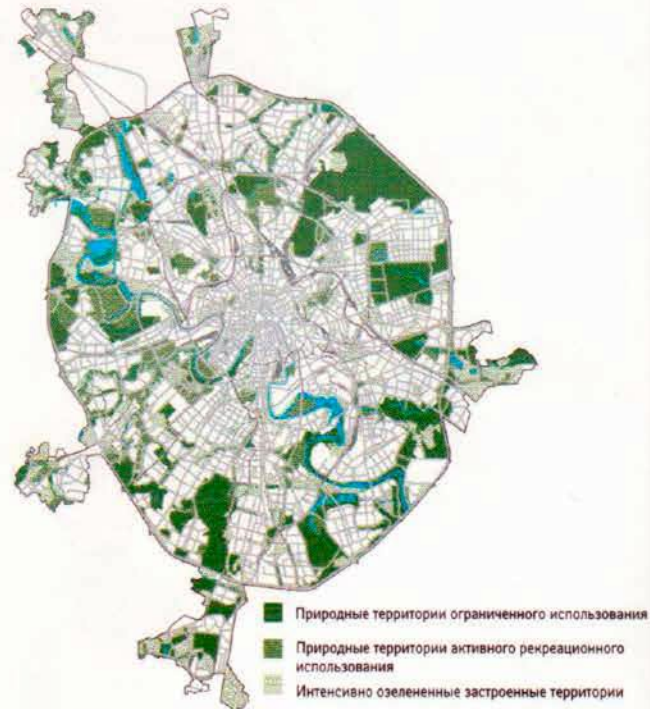 Природные территории ограниченного использования
Природные территории активного рекреационного
использования
Интенсивно озелененные застроенные территории